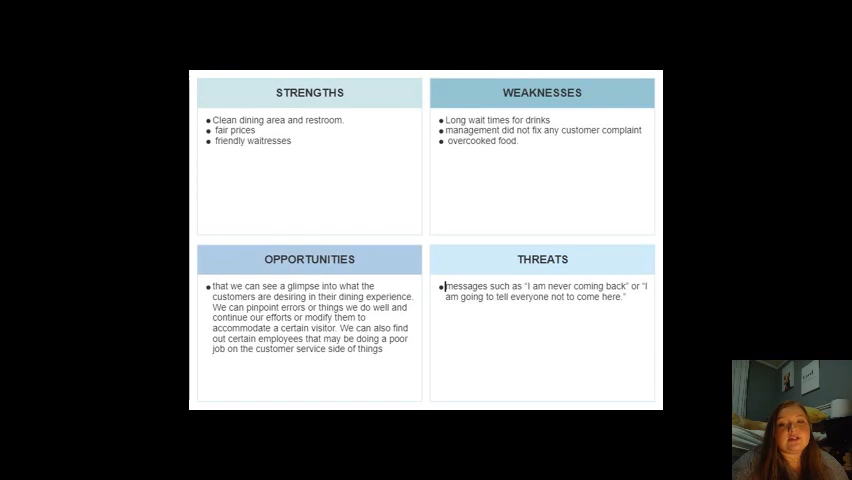 STRENGTHS
● Clean dining area and restroom.
● fair prices
● friendly waitresses
WEAKNESSES
● Long wait times for drinks
● management did not fix any customer complaint
● overcooked food.
OPPORTUNITIES
● that we can see a glimpse into what the
customers are desiring in their dining experience.
We can pinpoint errors or things we do well and
continue our efforts or modify them to
accommodate a certain visitor. We can also find
out certain employees that may be doing a poor
job on the customer service side of things
THREATS
● messages such as “I am never coming back” or “I
am going to tell everyone not to come here.”